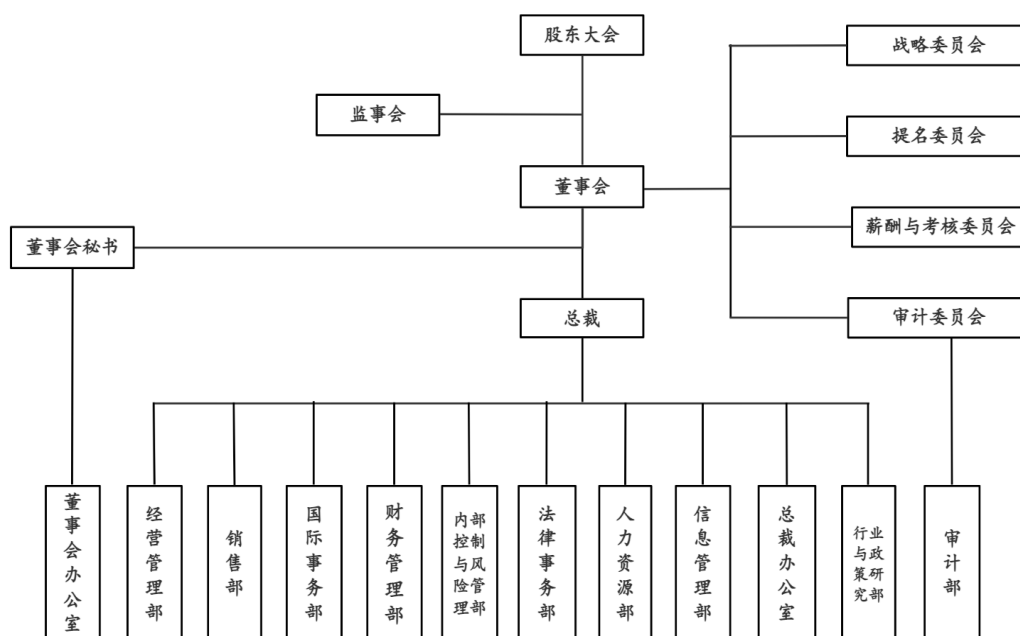 股东大会
战略委员会
监事会
提名委员会
董事会
薪酬与考核委员会
董事会秘书
总裁
审计委员会
董事会办公室
经营管理部
销售部
国际事务部
财务管理部
内部控制与风险管理部
法律事务部
人力资源部
信息管理部
总裁办公室
行业与政策研究部
审计部